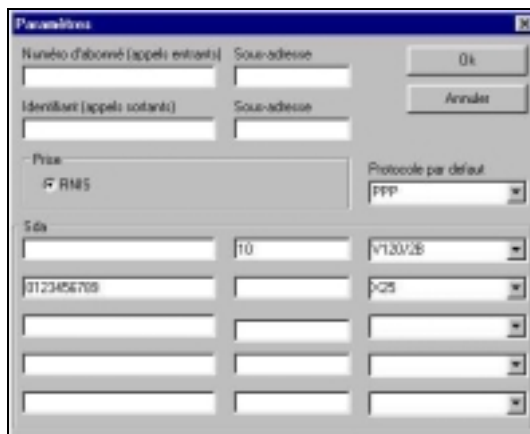 Paramètres
Numéro d'abonné (appels entrants) Sous-adresse
Ok
Identifiant (appels sortants) Sous-adresse
Annuler
Prise
RNIS
Protocole par defaut
PPP
Sda
10 V120/2B
0123456789 X25